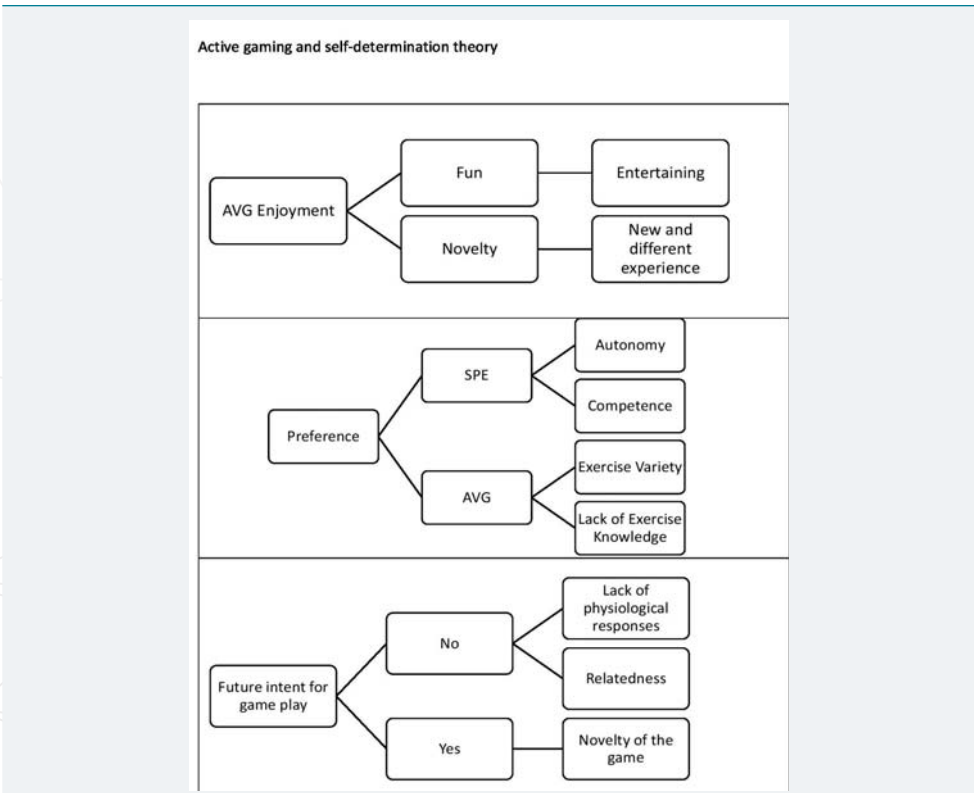 Active gaming and self-determination theory
AVG Enjoyment
Fun
Entertaining
Novelty
New and
different
experience
Preference
SPE
Autonomy
Competence
AVG
Exercise Variety
Lack of Exercise
Knowledge
Future intent for
game play
No
Lack of
physiological
responses
Relatedness
Yes
Novelty of the
game